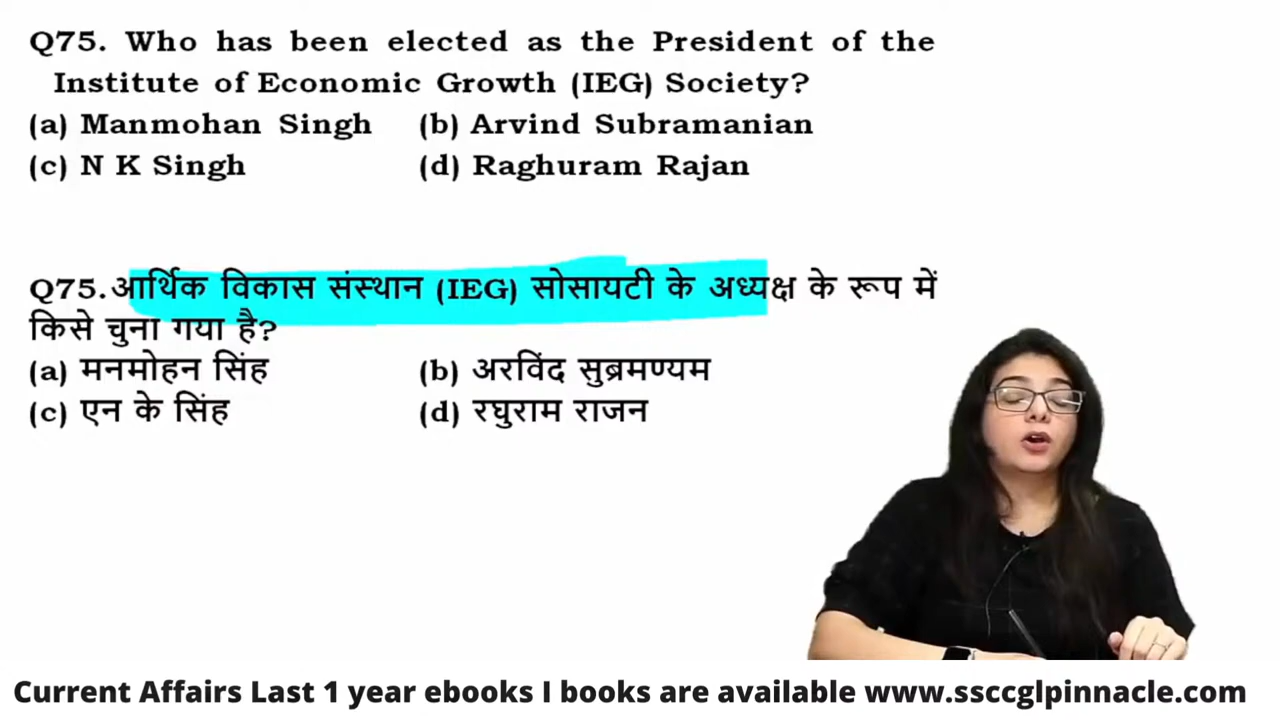 Q75. Who has been elected as the President of the
Institute of Economic Growth (IEG) Society?
(a) Manmohan Singh (b) Arvind Subramanian
(c) N K Singh (d) Raghuram Rajan
Q75.आर्थिक विकास संस्थान (IEG) सोसायटी के अध्यक्ष के रूप में
किसे चुना गया है?
(a) मनमोहन सिंह (b) अरविंद सुब्रमण्यम
(c) एन के सिंह (d) रघुराम राजन
Current Affairs Last 1 year ebooks I books are available www.ssccglpinnacle.com